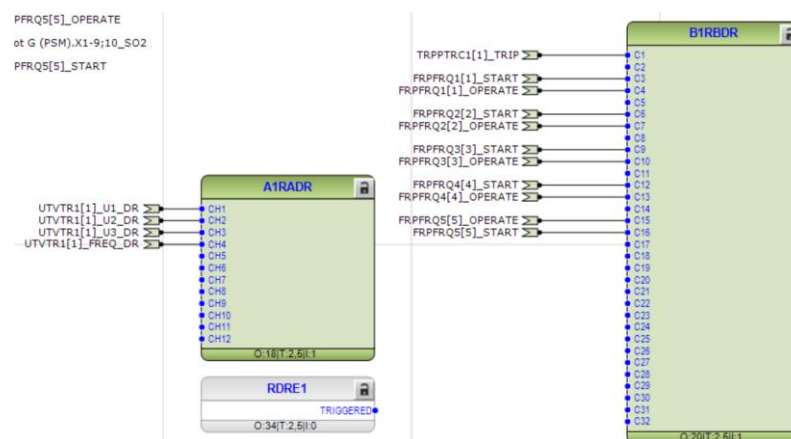 PFRQ5[5]_OPERATE
ot G (PSM).X1-9;10_SO2
PFRQ5[5]_START
A1RADR
UTVTR1[1]_U1_DR
UTVTR1[1]_U2_DR
UTVTR1[1]_U3_DR
UTVTR1[1]_FREQ_DR
CH1
CH2
CH3
CH4
CH5
CH6
CH7
CH8
CH9
CH10
CH11
CH12
O:18|T:2,5|I:1
RDRE1
TRIGGERED
O:34|T:2,5|I:0
B1RBDR
TRPPTRC1[1]_TRIP
FRPFRQ1[1]_START
FRPFRQ1[1]_OPERATE
FRPFRQ2[2]_START
FRPFRQ2[2]_OPERATE
FRPFRQ3[3]_START
FRPFRQ3[3]_OPERATE
FRPFRQ4[4]_START
FRPFRQ4[4]_OPERATE
FRPFRQ5[5]_OPERATE
FRPFRQ5[5]_START
C1
C2
C3
C4
C5
C6
C7
C8
C9
C10
C11
C12
C13
C14
C15
C16
C17
C18
C19
C20
C21
C22
C23
C24
C25
C26
C27
C28
C29
C30
C31
C32
O:20|T:2,5|I:1